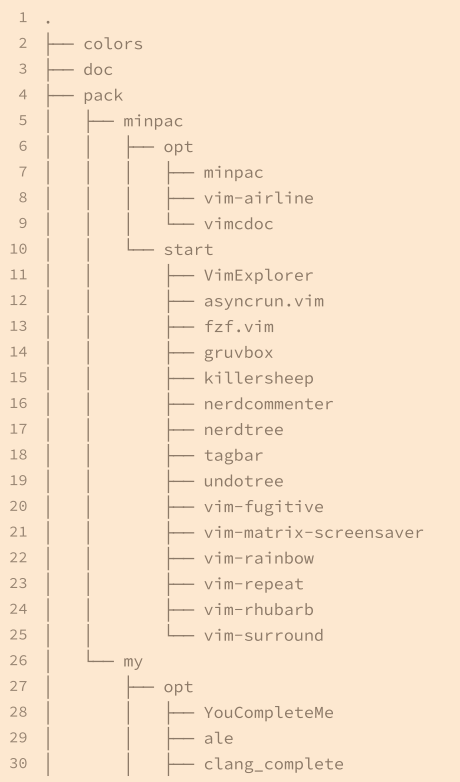 1 .
2 ├── colors
3 ├── doc
4 ├── pack
5 │   ├── minpac
6 │   │   ├── opt
7 │   │   │   ├── minpac
8 │   │   │   ├── vim-airline
9 │   │   │   └── vimcdoc
10 │   │   └── start
11 │   │       ├── VimExplorer
12 │   │       ├── asyncrun.vim
13 │   │       ├── fzf.vim
14 │   │       ├── gruvbox
15 │   │       ├── killersheep
16 │   │       ├── nerdcommenter
17 │   │       ├── nerdtree
18 │   │       ├── tagbar
19 │   │       ├── undotree
20 │   │       ├── vim-fugitive
21 │   │       ├── vim-matrix-screensaver
22 │   │       ├── vim-rainbow
23 │   │       ├── vim-repeat
24 │   │       ├── vim-rhubarb
25 │   │       └── vim-surround
26 │   └── my
27 │       ├── opt
28 │       │   ├── YouCompleteMe
29 │       │   ├── ale
30 │       │   ├── clang_complete